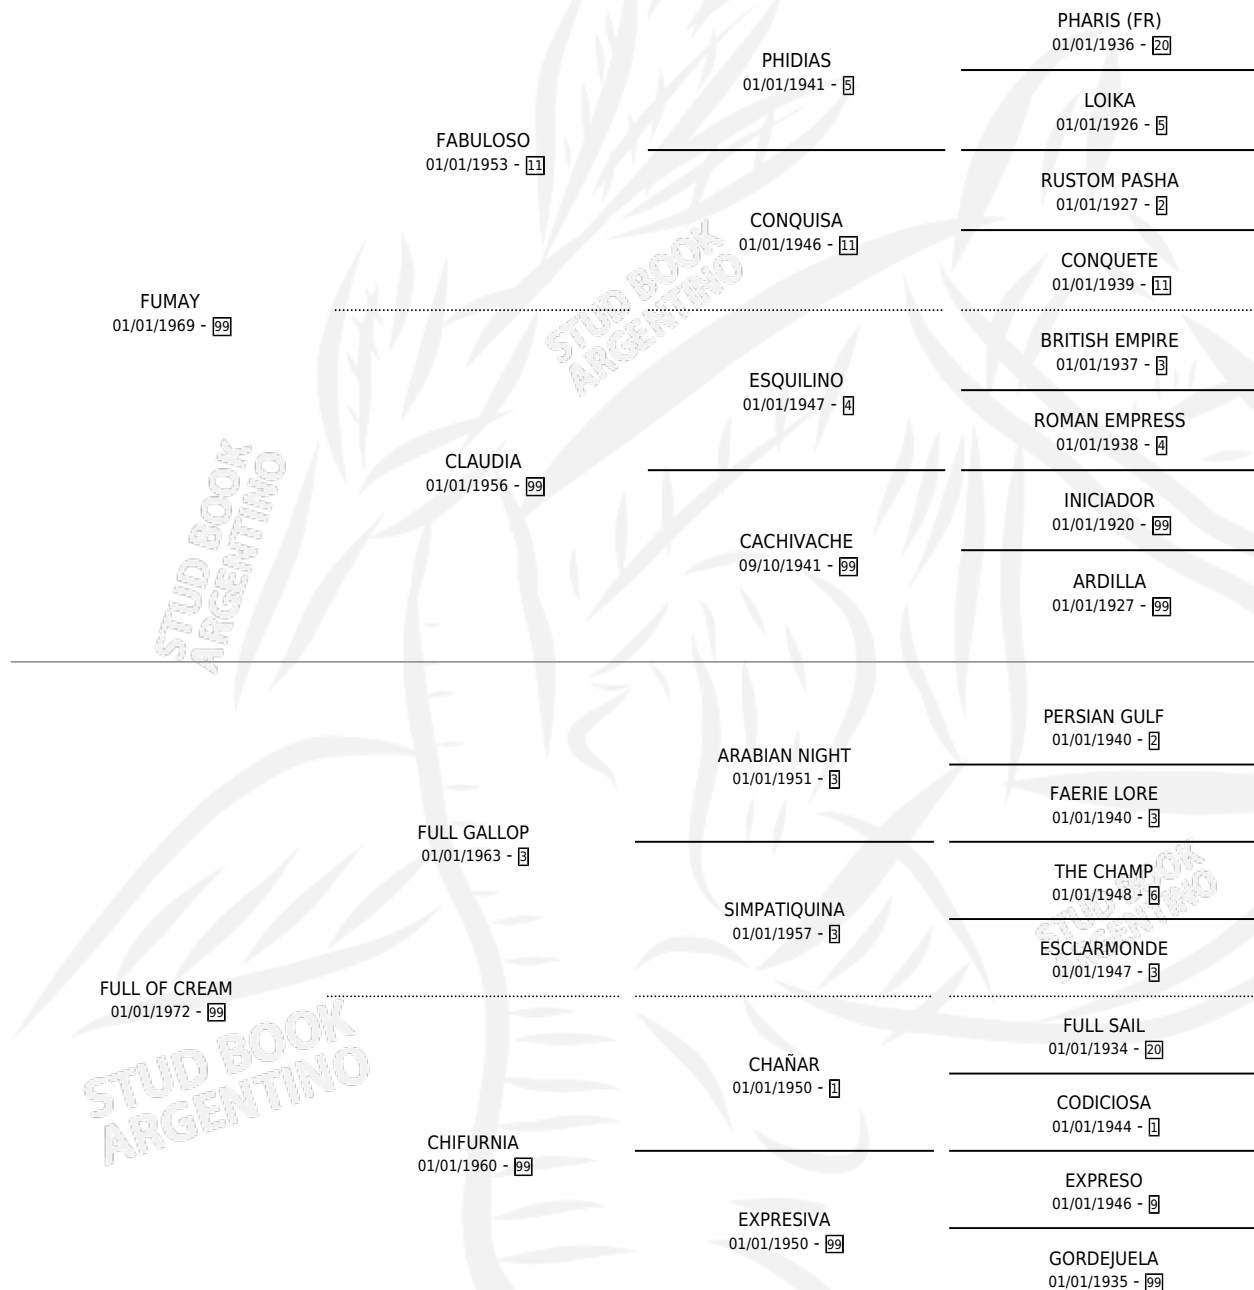 PHARIS (FR)
01/01/1936 - 20
PHIDIAS
01/01/1941 - 5
LOIKA
01/01/1926 - 5
FABULOSO
01/01/1953 - 11
RUSTOM PASHA
01/01/1927 - 2
CONQUISA
01/01/1946 - 11
CONQUETE
01/01/1939 - 11
FUMAY
01/01/1969 - 99
BRITISH EMPIRE
01/01/1937 - 3
ESQUILINO
01/01/1947 - 4
ROMAN EMPRESS
01/01/1938 - 4
CLAUDIA
01/01/1956 - 99
INICIADOR
01/01/1920 - 99
CACHIVACHE
09/10/1941 - 99
ARDILLA
01/01/1927 - 99
STUD BOOK
ARGENTINO
STUD BOOK
ARGENTINO
PERSIAN GULF
01/01/1940 - 2
ARABIAN NIGHT
01/01/1951 - 3
FAERIE LORE
01/01/1940 - 3
FULL GALLOP
01/01/1963 - 3
THE CHAMP
01/01/1948 - 6
SIMPATIQUINA
01/01/1957 - 3
ESCLARMONDE
01/01/1947 - 3
STUD BOOK
ARGENTINO
FULL OF CREAM
01/01/1972 - 99
FULL SAIL
01/01/1934 - 20
CHAÑAR
01/01/1950 - 1
CODICIOSA
01/01/1944 - 1
STUD BOOK
ARGENTINO
CHIFURNIA
01/01/1960 - 99
EXPRESO
01/01/1946 - 9
EXPRESIVA
01/01/1950 - 99
GORDEJUELA
01/01/1935 - 99